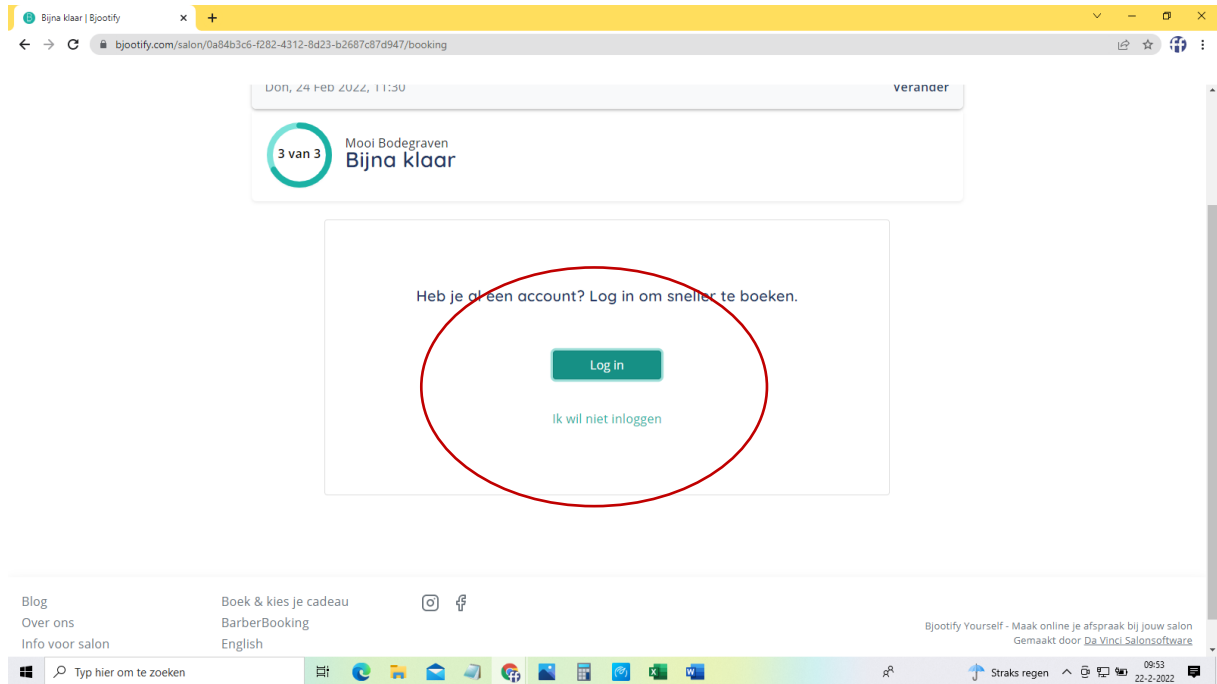 Bijna klaar | Bjootify
bjootify.com/salon/0a84b3c6-f282-4312-8d23-b2687c87d947/booking
Don, 24 Feb 2022, 11:30
Verander
3 van 3
Mooi Bodegraven
Bijna klaar
Heb je al een account? Log in om sneller te boeken.
Log in
Ik wil niet inloggen
Blog
Over ons
Info voor salon
Boek & kies je cadeau
BarberBooking
English
Bjootify Yourself - Maak online je afspraak bij jouw salon
Gemaakt door Da Vinci Salonsoftware
Typ hier om te zoeken
Straks regen
09:53
22-2-2022